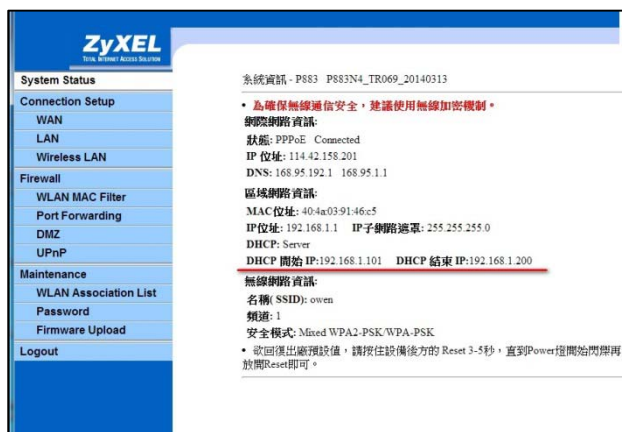 ZyXEL
TOTAL INTERNET ACCESS SOLUTION
System Status
Connection Setup
WAN
LAN
Wireless LAN
Firewall
WLAN MAC Filter
Port Forwarding
DMZ
UPnP
Maintenance
WLAN Association List
Password
Firmware Upload
Logout
系統資訊 - P883 P883N4_TR069_20140313
• 為確保無線通信安全，建議使用無線加密機制。
網際網路資訊:
狀態: PPPoE Connected
IP 位址: 114.42.158.201
DNS: 168.95.192.1 168.95.1.1
區域網路資訊:
MAC位址: 40:4a:03:91:46:c5
IP位址: 192.168.1.1 IP子網路遮罩: 255.255.255.0
DHCP: Server
DHCP 開始 IP:192.168.1.101 DHCP 結束 IP:192.168.1.200
無線網路資訊:
名稱( SSID): owen
頻道: 1
安全模式: Mixed WPA2-PSK/WPA-PSK
• 欲回復出廠預設值，請按住設備後方的 Reset 3-5秒，直到Power燈開始閃爍再
放開Reset即可。